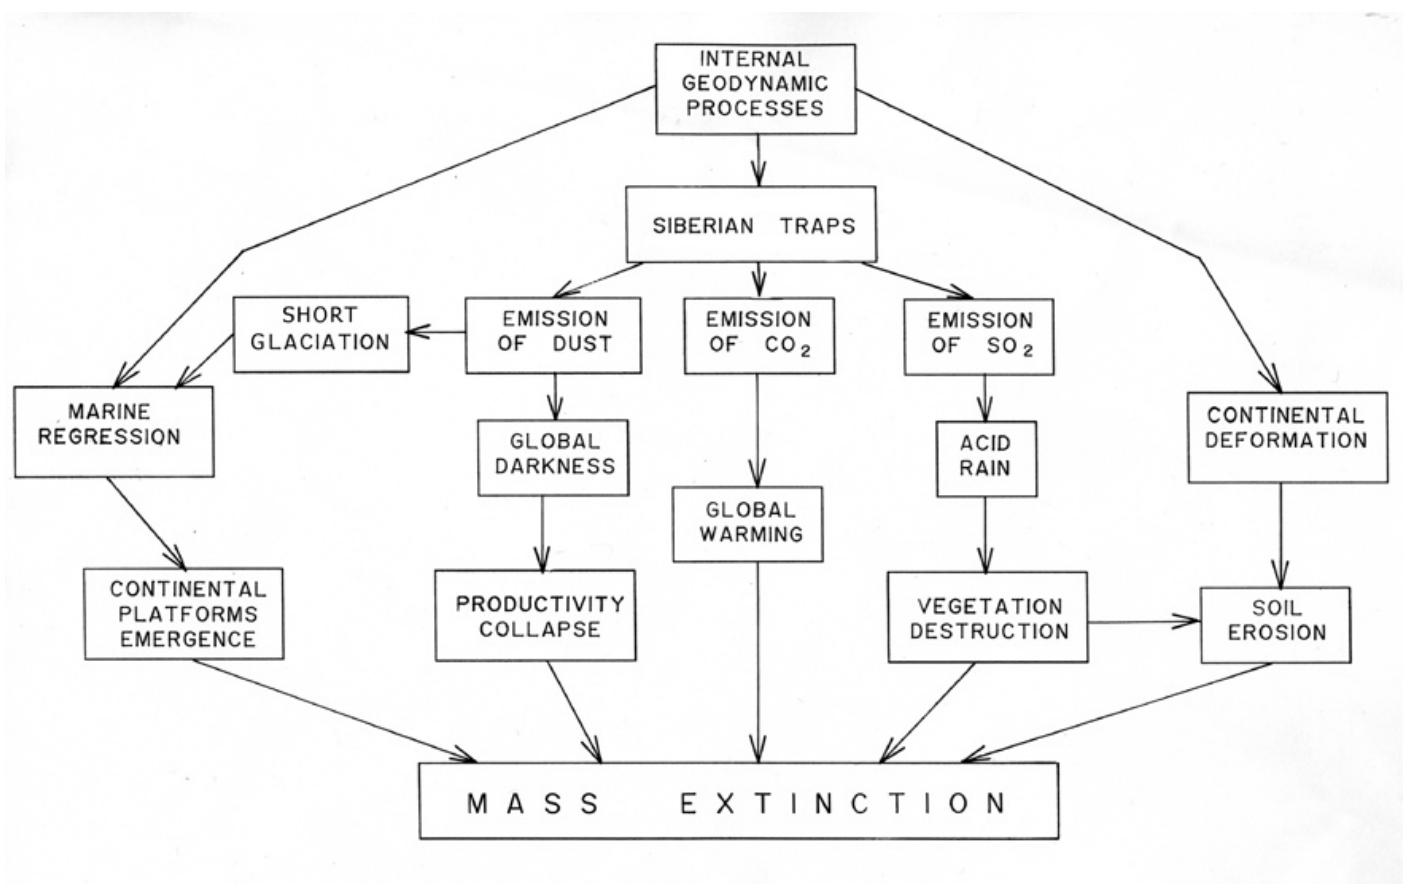 INTERNAL
GEODYNAMIC
PROCESSES
SIBERIAN TRAPS
SHORT
GLACIATION
EMISSION
OF DUST
EMISSION
OF CO₂
EMISSION
OF SO₂
MARINE
REGRESSION
GLOBAL
DARKNESS
GLOBAL
WARMING
ACID
RAIN
CONTINENTAL
DEFORMATION
CONTINENTAL
PLATFORMS
EMERGENCE
PRODUCTIVITY
COLLAPSE
VEGETATION
DESTRUCTION
SOIL
EROSION
MASS EXTINCTION